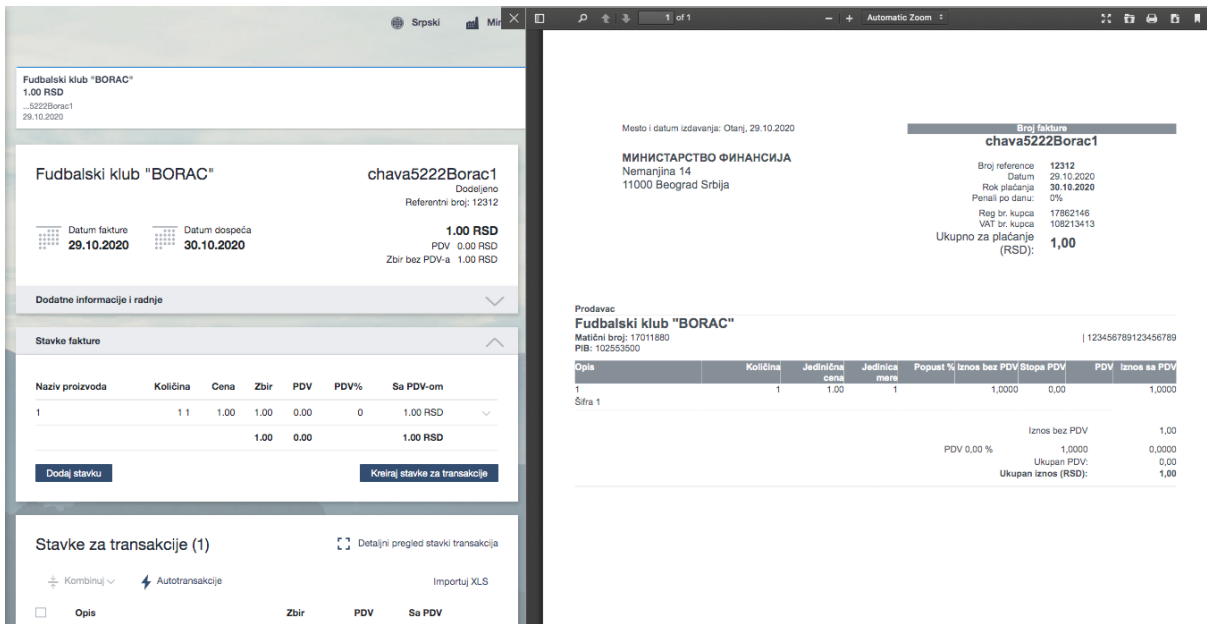 Srpski
Fudbalski klub "BORAC"
1.00 RSD
...5222Borac1
29.10.2020
Fudbalski klub "BORAC"
chava5222Borac1
Dodeljeno
Referentni broj: 12312
Datum fakture
29.10.2020
Datum dospeća
30.10.2020
1.00 RSD
PDV 0.00 RSD
Zbir bez PDV-a 1.00 RSD
Dodatne informacije i radnje
Stavke fakture
Naziv proizvoda Količina Cena Zbir PDV PDV% Sa PDV-om
1 1 1 1.00 1.00 0.00 0 1.00 RSD
1.00 0.00 1.00 RSD
Dodaj stavku Kreiraj stavke za transakcije
Stavke za transakcije (1) Detaljni pregled stavki transakcija
Kombinuj Autotransakcije Importuj XLS
Opis Zbir PDV Sa PDV
1 of 1 Automatic Zoom
Mesto i datum izdavanja: Otanj, 29.10.2020
МИНИСТАРСТВО ФИНАНСИЈА
Nemanjina 14
11000 Beograd Srbija
Broj fakture
chava5222Borac1
Broj reference 12312
Datum 29.10.2020
Rok plaćanja 30.10.2020
Penali po danu: 0%
Reg br. kupca 17862146
VAT br. kupca 108213413
Ukupno za plaćanje
(RSD): 1,00
Prodavac
Fudbalski klub "BORAC"
Matični broj: 17011880 | 123456789123456789
PIB: 102553500
Opis Količina Jedinična cena Jedinica mere Popust % Iznos bez PDV Stopa PDV PDV Iznos sa PDV
1 1 1.00 1 1,0000 0,00 1,0000
Šifra 1
Iznos bez PDV 1,00
PDV 0,00 % 1,0000 0,0000
Ukupan PDV: 0,00
Ukupan iznos (RSD): 1,00